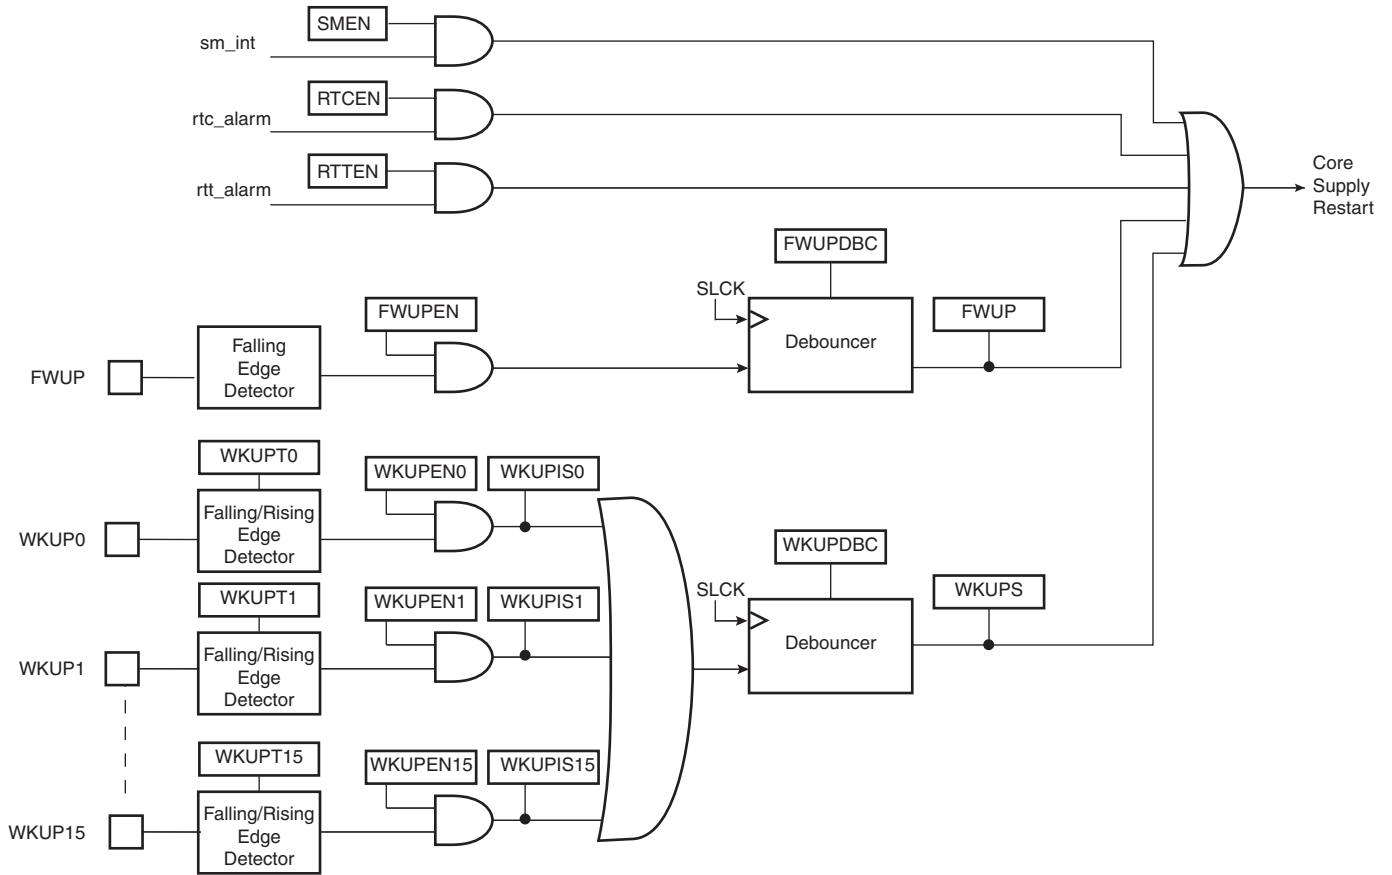 SMEN
sm_int
RTCEN
rtc_alarm
RTTEN
rtt_alarm
Core
Supply
Restart
FWUPDBC
SLCK
FWUPEN
FWUP
Falling
Edge
Detector
Debouncer
FWUP
WKUPT0
WKUPEN0
WKUPIS0
Falling/Rising
Edge
Detector
WKUP0
WKUPDBC
SLCK
WKUPS
Debouncer
WKUPT1
WKUPEN1
WKUPIS1
Falling/Rising
Edge
Detector
WKUP1
WKUPT15
WKUPEN15
WKUPIS15
Falling/Rising
Edge
Detector
WKUP15